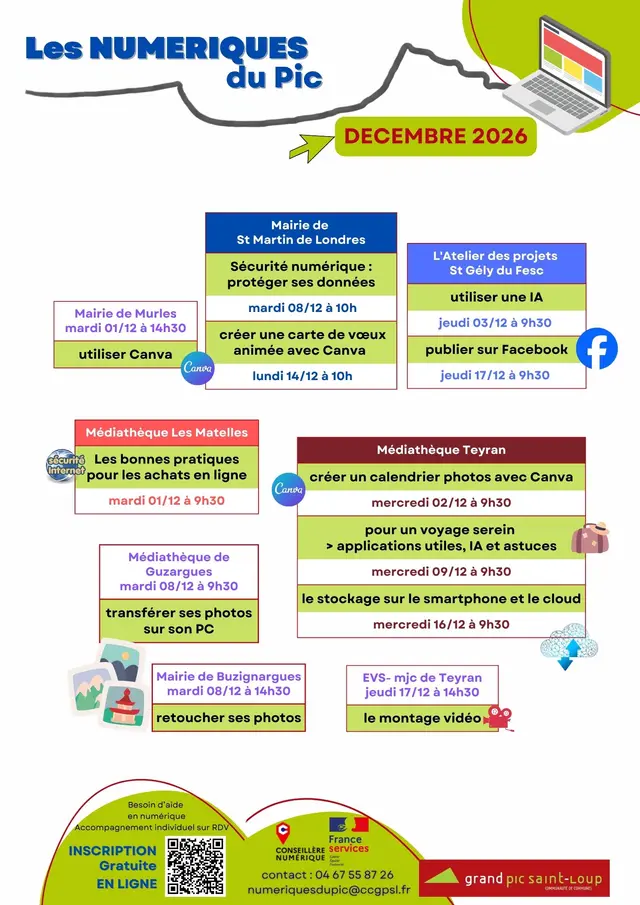 Les NUMERIQUES
du Pic
DECEMBRE 2026
Mairie de
St Martin de Londres
Sécurité numérique :
protéger ses données
mardi 08/12 à 10h
créer une carte de vœux
animée avec Canva
lundi 14/12 à 10h
L'Atelier des projets
St Gély du Fesc
utiliser une IA
jeudi 03/12 à 9h30
publier sur Facebook
jeudi 17/12 à 9h30
Mairie de Murles
mardi 01/12 à 14h30
utiliser Canva
Canva
Médiathèque Les Matelles
sécurité
Internet
Les bonnes pratiques
pour les achats en ligne
mardi 01/12 à 9h30
Médiathèque Teyran
Canva
créer un calendrier photos avec Canva
mercredi 02/12 à 9h30
pour un voyage serein
> applications utiles, IA et astuces
mercredi 09/12 à 9h30
le stockage sur le smartphone et le cloud
mercredi 16/12 à 9h30
Médiathèque de
Guzargues
mardi 08/12 à 9h30
transférer ses photos
sur son PC
Mairie de Buzignargues
mardi 08/12 à 14h30
retoucher ses photos
EVS- mjc de Teyran
jeudi 17/12 à 14h30
le montage vidéo
Besoin d'aide
en numérique
Accompagnement individuel sur RDV
INSCRIPTION
Gratuite
EN LIGNE
CONSEILLÈRE
NUMÉRIQUE
France
services
contact : 04 67 55 87 26
numeriquesdupic@ccgpsl.fr
grand pic saint-loup
COMMUNAUTÉ DE COMMUNES